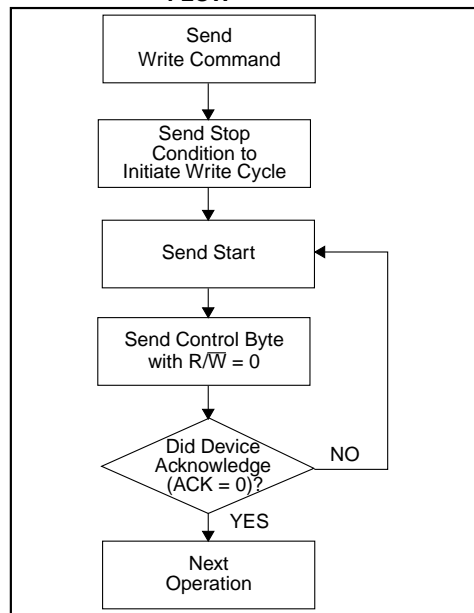 FLOW
Send
Write Command
Send Stop
Condition to
Initiate Write Cycle
Send Start
Send Control Byte
with R/W̅ = 0
Did Device
Acknowledge
(ACK = 0)?
NO
YES
Next
Operation